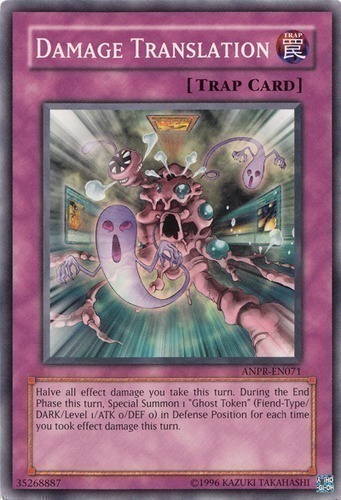 DAMAGE TRANSLATION
TRAP
罠
[TRAP CARD]
ANPR-EN071
Halve all effect damage you take this turn. During the End
Phase this turn, Special Summon 1 "Ghost Token" (Fiend-Type/
DARK/Level 1/ATK 0/DEF 0) in Defense Position for each time
you took effect damage this turn.
35268887
©1996 KAZUKI TAKAHASHI